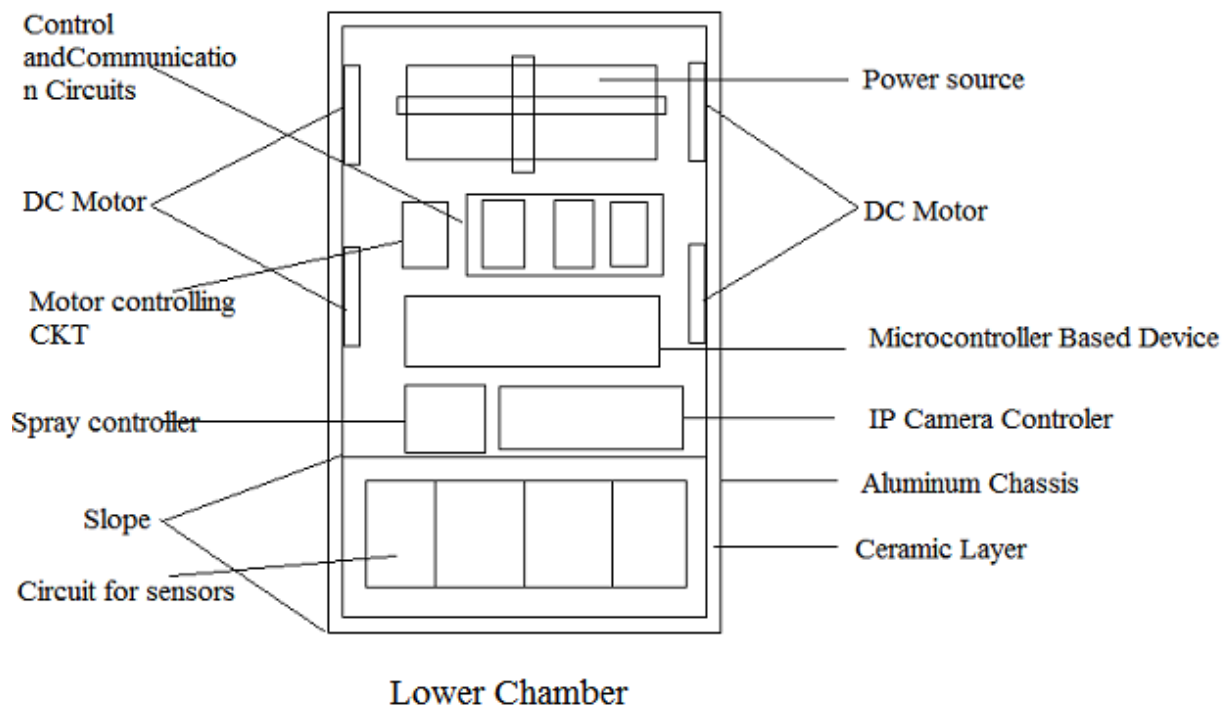 Control
andCommunicatio
n Circuits
Power source
DC Motor
DC Motor
Motor controlling
CKT
Microcontroller Based Device
Spray controller
IP Camera Controler
Aluminum Chassis
Slope
Ceramic Layer
Circuit for sensors
Lower Chamber